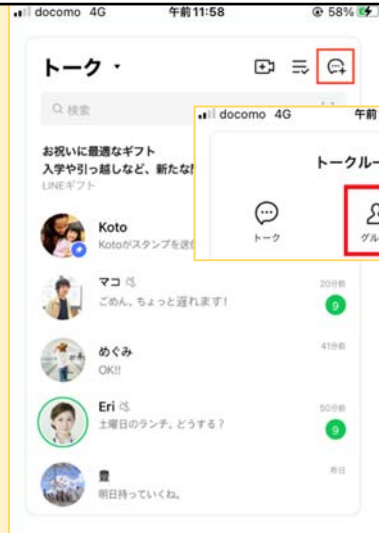 docomo 4G 午前11:58 58%
トーク
検索
お祝いに最適なギフト
入学や引っ越しなど、新たな
LINEギフト
docomo 4G 午前
トークルー
トーク
グル
Koto
Kotoがスタンプを送信
マコ
ごめん、ちょっと遅れます!
20分前
9
めぐみ
OK!!
41分前
Eri
土曜日のランチ、どうする?
50分前
9
豊
明日持っていくね。
昨日